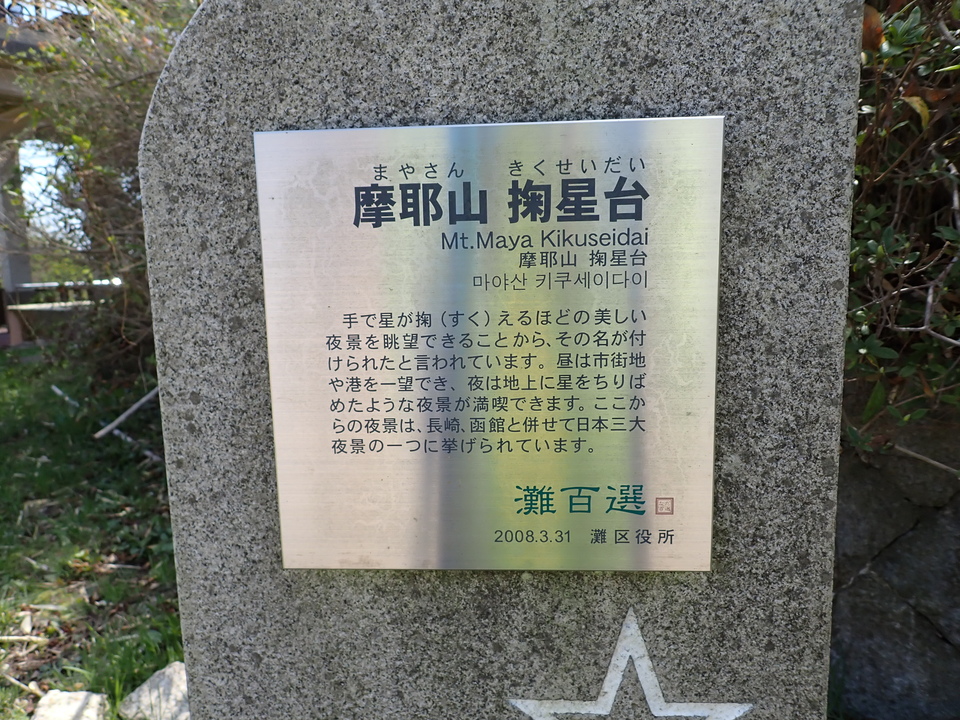 まやさん きくせいだい
摩耶山 掬星台
Mt.Maya Kikuseidai
摩耶山 掬星台
마야산 키쿠세이다이
手で星が掬（すく）えるほどの美しい
夜景を眺望できることから、その名が付
けられたと言われています。昼は市街地
や港を一望でき、夜は地上に星をちりば
めたような夜景が満喫できます。ここか
らの夜景は、長崎、函館と併せて日本三大
夜景の一つに挙げられています。
灘百選
2008.3.31 灘区役所